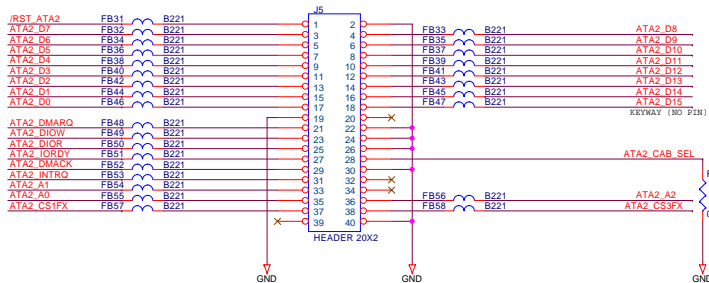 J5
/RST_ATA2 FB31 B221 1 2
ATA2_D7 FB32 B221 3 4 FB33 B221 ATA2_D8
ATA2_D6 FB34 B221 5 6 FB35 B221 ATA2_D9
ATA2_D5 FB36 B221 7 8 FB37 B221 ATA2_D10
ATA2_D4 FB38 B221 9 10 FB39 B221 ATA2_D11
ATA2_D3 FB40 B221 11 12 FB41 B221 ATA2_D12
ATA2_D2 FB42 B221 13 14 FB43 B221 ATA2_D13
ATA2_D1 FB44 B221 15 16 FB45 B221 ATA2_D14
ATA2_D0 FB46 B221 17 18 FB47 B221 ATA2_D15
19 20 KEYWAY (NO PIN)
ATA2_DMARQ FB48 B221 21 22
ATA2_DIOW FB49 B221 23 24
ATA2_DIOR FB50 B221 25 26
ATA2_IORDY FB51 B221 27 28 ATA2_CAB_SEL
ATA2_DMACK FB52 B221 29 30
ATA2_INTRQ FB53 B221 31 32
ATA2_A1 FB54 B221 33 34
ATA2_A0 FB55 B221 35 36 FB56 B221 ATA2_A2
ATA2_CS1FX FB57 B221 37 38 FB58 B221 ATA2_CS3FX
39 40
HEADER 20X2
GND GND GND